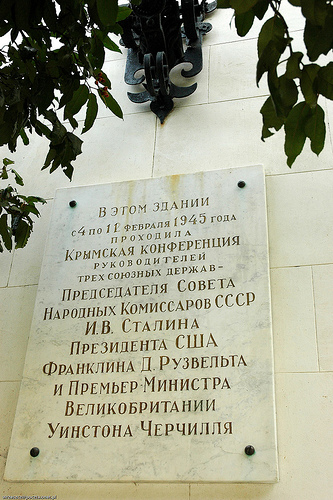 В ЭТОМ ЗДАНИИ
с 4 по 11 ФЕВРАЛЯ 1945 ГОДА
ПРОХОДИЛА
КРЫМСКАЯ КОНФЕРЕНЦИЯ
РУКОВОДИТЕЛЕЙ
ТРЕХ СОЮЗНЫХ ДЕРЖАВ–
ПРЕДСЕДАТЕЛЯ СОВЕТА
НАРОДНЫХ КОМИССАРОВ СССР
И.В. СТАЛИНА
ПРЕЗИДЕНТА США
ФРАНКЛИНА Д. РУЗВЕЛЬТА
И ПРЕМЬЕР-МИНИСТРА
ВЕЛИКОБРИТАНИИ
УИНСТОНА ЧЕРЧИЛЛЯ